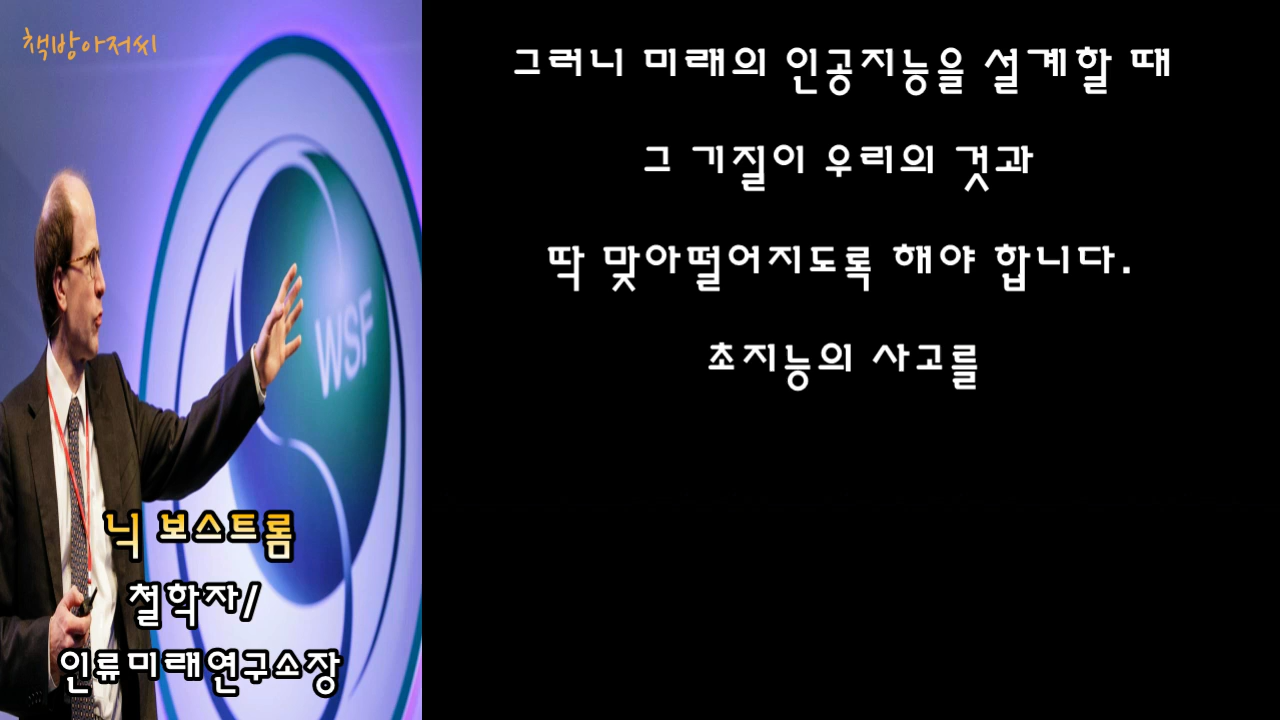 책방아저씨
그러니 미래의 인공지능을 설계할 때
그 기질이 우리의 것과
딱 맞아떨어지도록 해야 합니다.
초지능의 사고를
WSF
닉 보스트롬
철학자/
인류미래연구소장